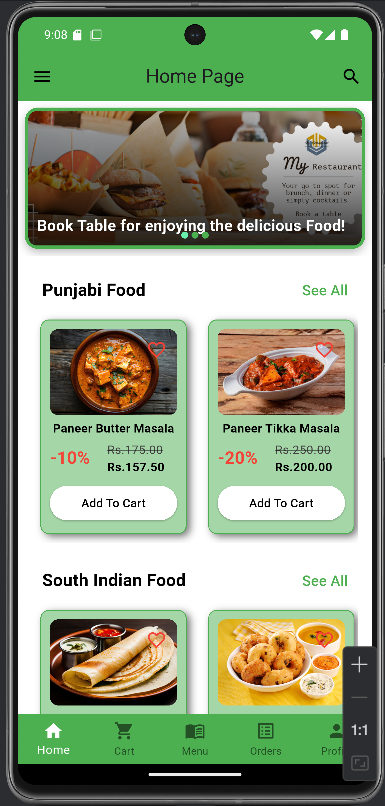 9:08
Home Page
My Restaurant
Your go to spot for
brunch, dinner or
simply cocktails
Book a table
Book Table for enjoying the delicious Food!
Punjabi Food
See All
Paneer Butter Masala
Paneer Tikka Masala
-10%
Rs.175.00
Rs.157.50
-20%
Rs.250.00
Rs.200.00
Add To Cart
Add To Cart
South Indian Food
See All
1:1
Home
Cart
Menu
Orders
Profi